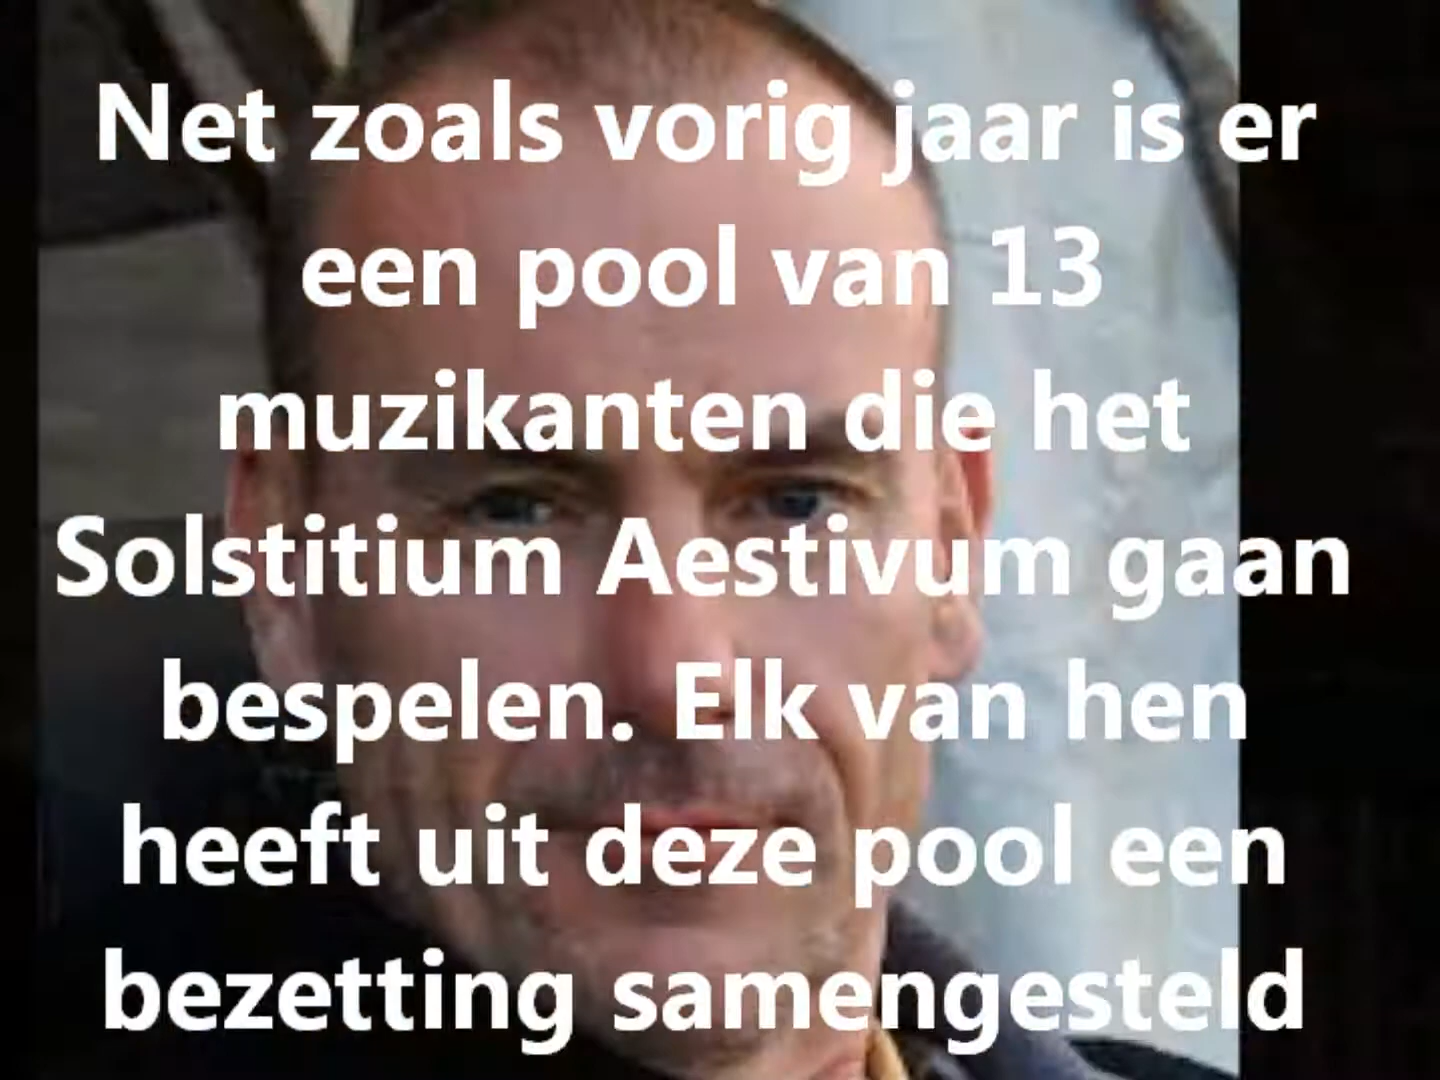 Net zoals vorig jaar is er
een pool van 13
muzikanten die het
Solstitium Aestivum gaan
bespelen. Elk van hen
heeft uit deze pool een
bezetting samengesteld